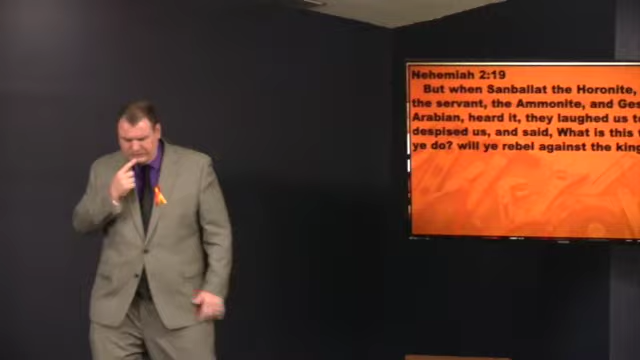 Nehemiah 2:19
But when Sanballat the Horonite,
the servant, the Ammonite, and
Arabian, heard it, they laughed us
despised us, and said, What is this
ye do? will ye rebel against the